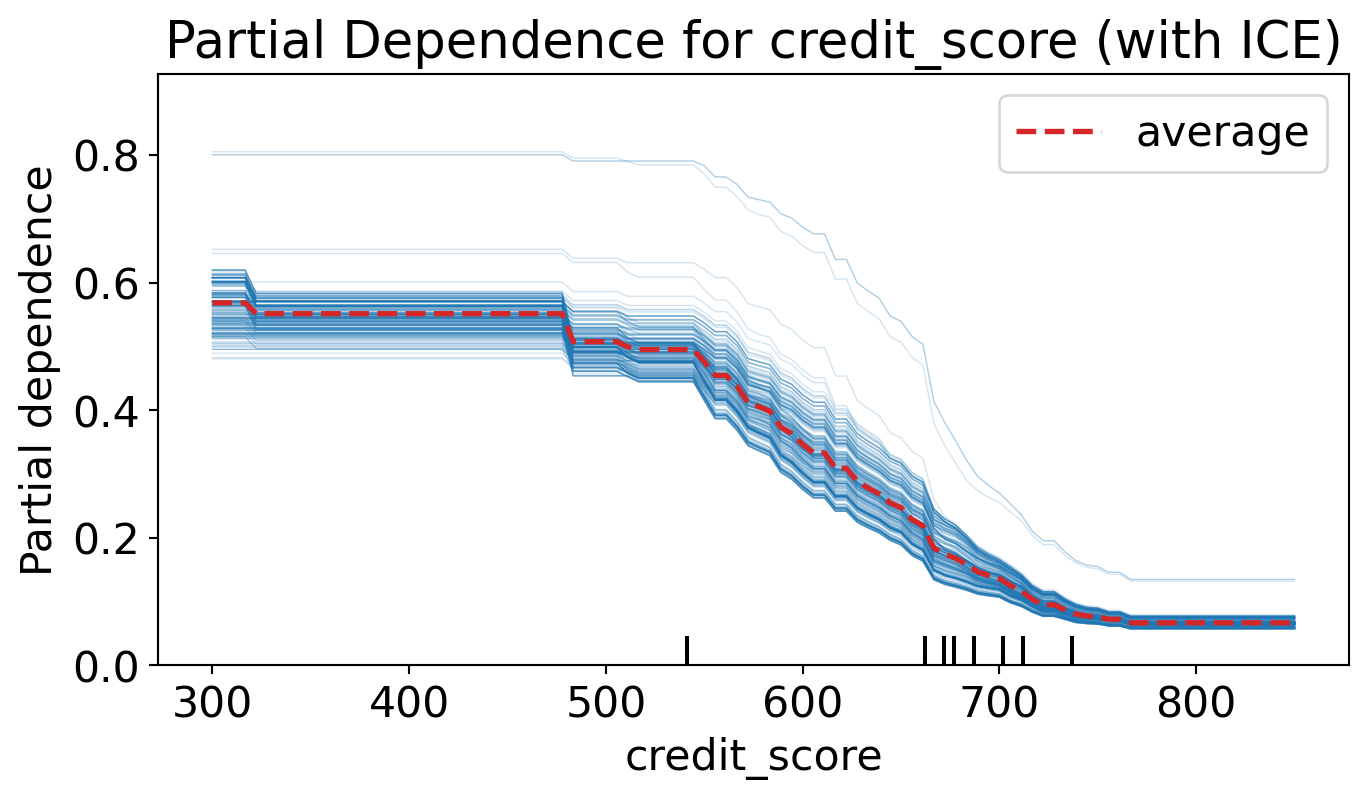 Partial Dependence for credit_score (with ICE)
average
Partial dependence
0.8
0.6
0.4
0.2
0.0
300 400 500 600 700 800
credit_score